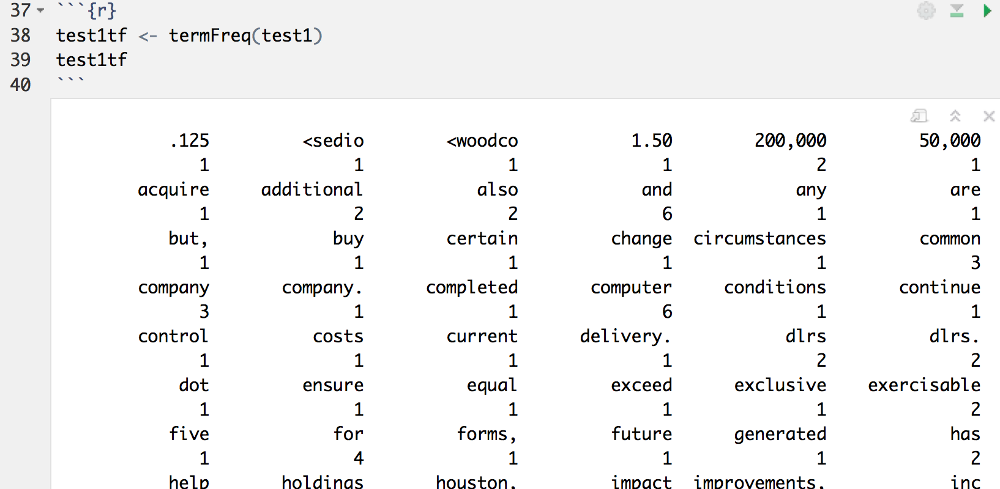 37 ```{r}
38 test1tf <- termFreq(test1)
39 test1tf
40 ```
.125 <sedio <woodco 1.50 200,000 50,000
1 1 1 1 2 1
acquire additional also and any are
1 2 2 6 1 1
but, buy certain change circumstances common
1 1 1 1 1 3
company company. completed computer conditions continue
3 1 1 6 1 1
control costs current delivery. dlrs dlrs.
1 1 1 1 2 2
dot ensure equal exceed exclusive exercisable
1 1 1 1 1 2
five for forms, future generated has
1 4 1 1 1 2
help holdings houston, impact improvements, inc